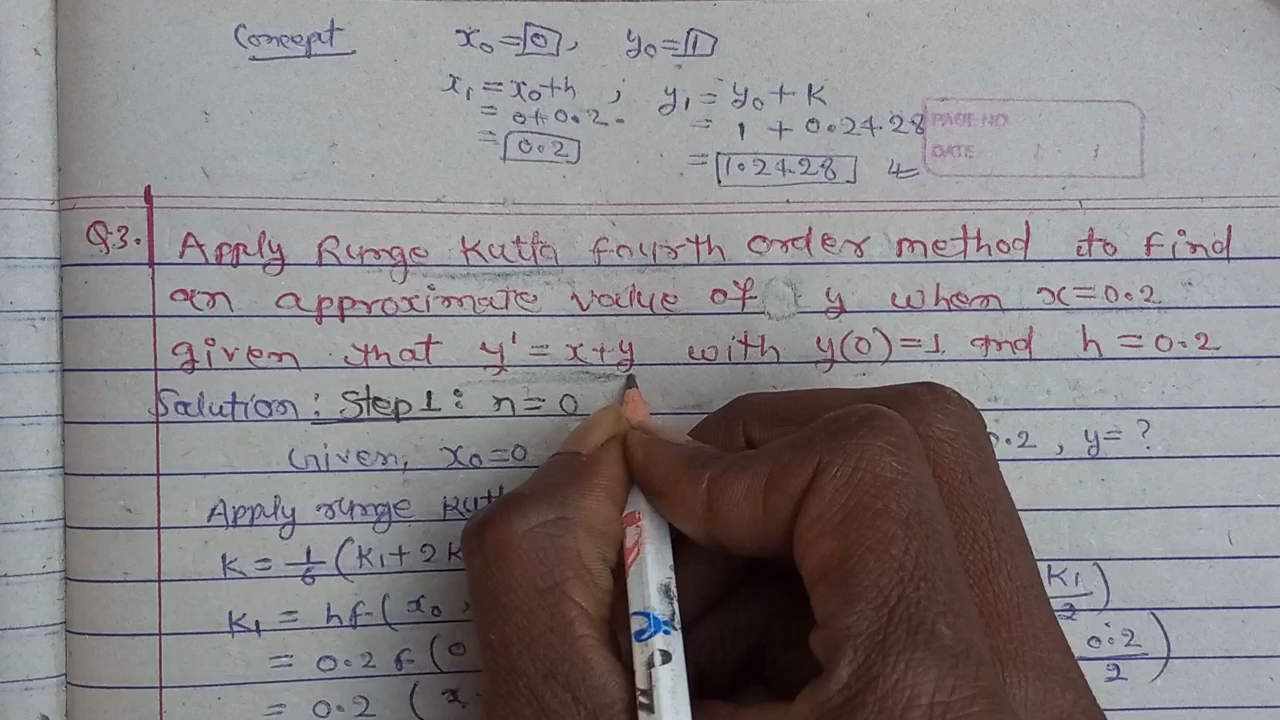 Concept x₀ = 0, y₀ = 1
x₁ = x₀+h ; y₁ = y₀ + K
= 0+0.2 = 1 + 0.2428
= 0.2 = 1.2428
PAGE NO
DATE
Q3. Apply Runge Kutta fourth order method to find
an approximate value of y when x=0.2
given that y' = x+y with y(0)=1 and h = 0.2
Solution: Step 1: n=0
Given, x₀=0 0.2, y= ?
Apply runge Kutt
K = 1/6 (K₁ + 2K K₁/2)
K₁ = hf( x₀, 0.2/2)
= 0.2 f (0
= 0.2 ( x